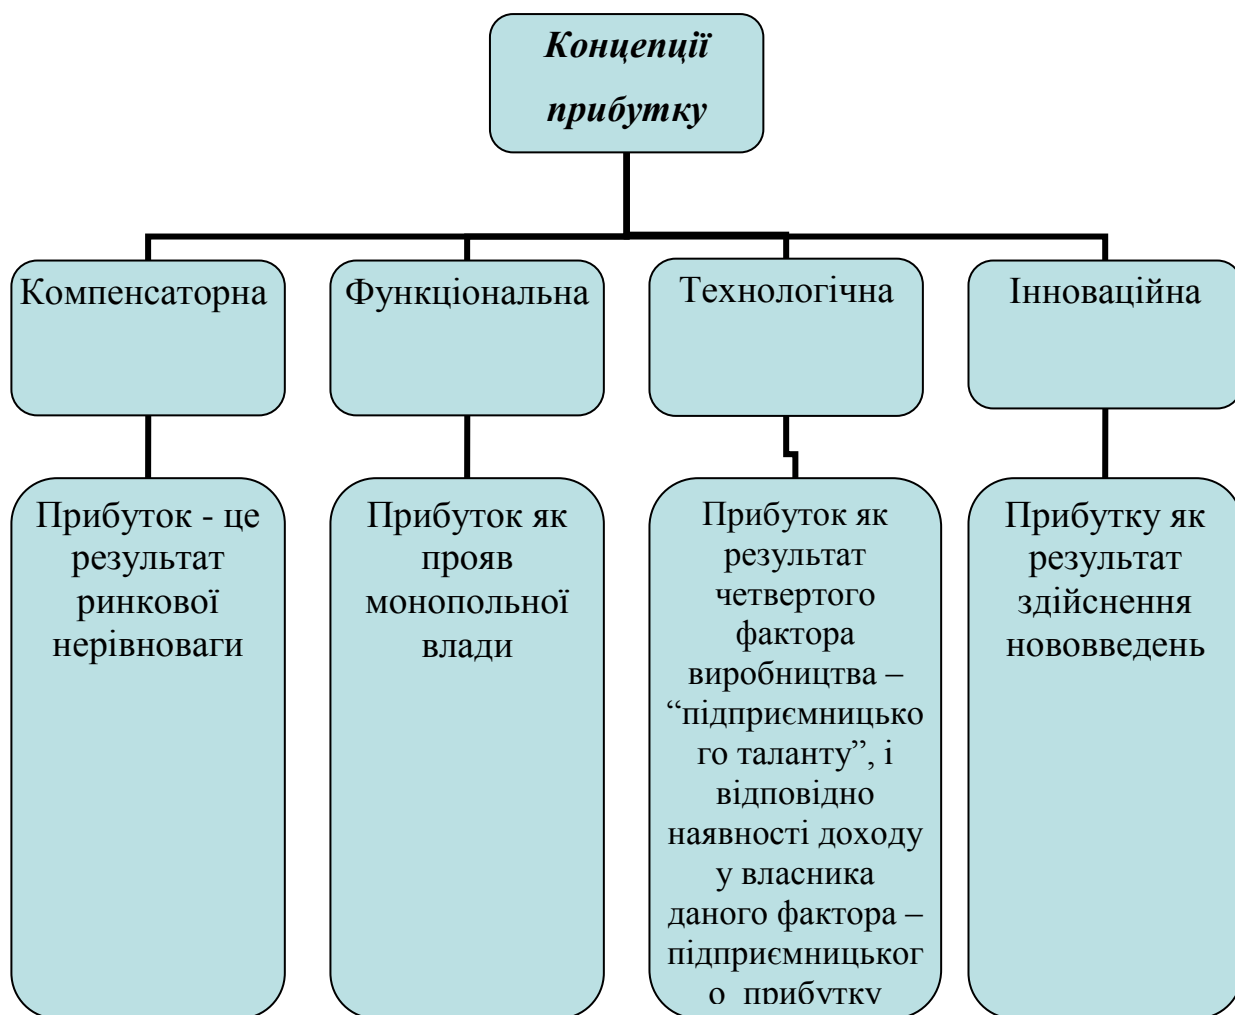 Концепції
прибутку
Компенсаторна
Функціональна
Технологічна
Інноваційна
Прибуток - це
результат
ринкової
нерівноваги
Прибуток як
прояв
монопольної
влади
Прибуток як
результат
четвертого
фактора
виробництва –
“підприємницько
го таланту”, і
відповідно
наявності доходу
у власника
даного фактора –
підприємницьког
о прибутку
Прибутку як
результат
здійснення
нововведень